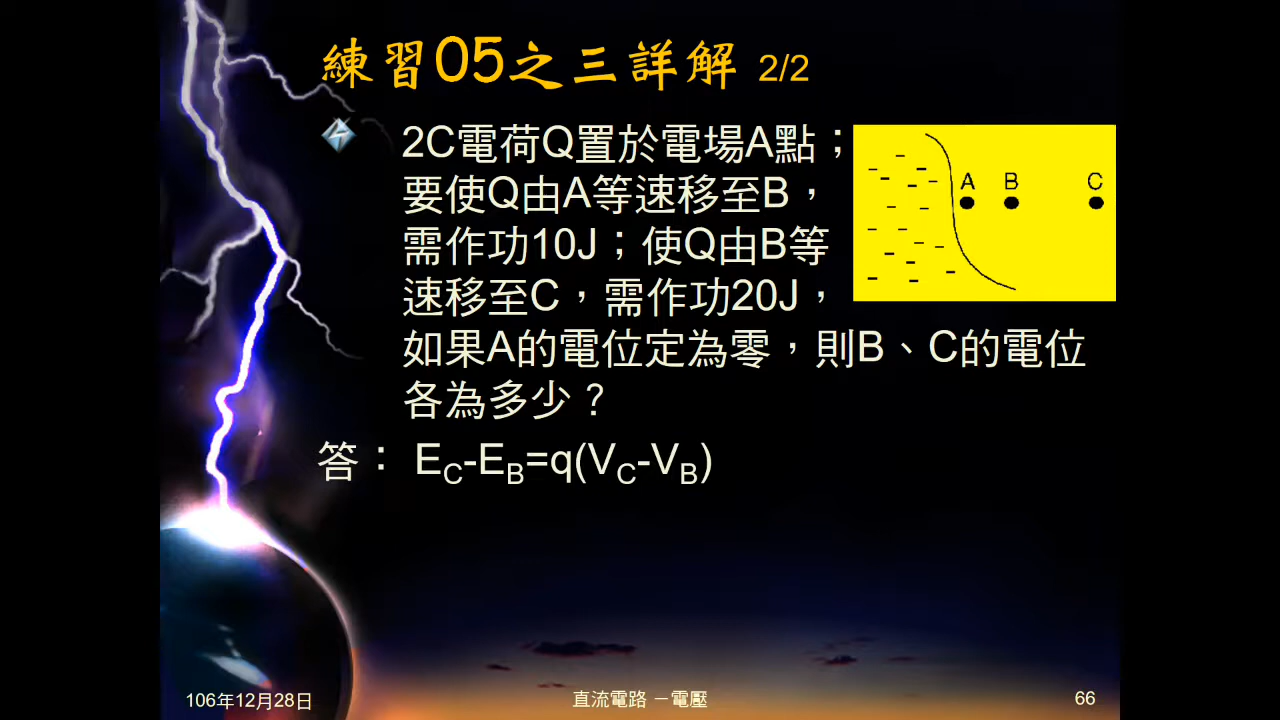 練習05之三詳解 2/2
2C電荷Q置於電場A點；
要使Q由A等速移至B，
需作功10J；使Q由B等
速移至C，需作功20J，
如果A的電位定為零，則B、C的電位
各為多少？
A B C
答： EC-EB=q(VC-VB)
106年12月28日
直流電路 －電壓
66